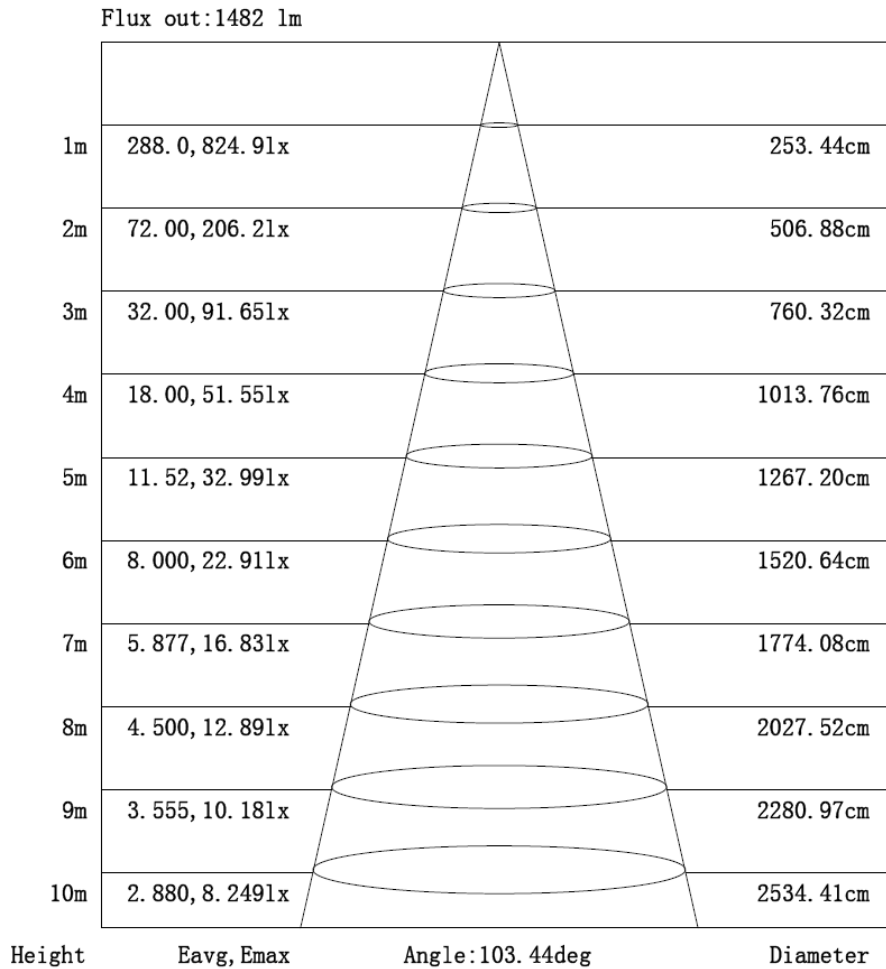 Flux out:1482 lm
1m 288.0,824.9lx 253.44cm
2m 72.00,206.2lx 506.88cm
3m 32.00,91.65lx 760.32cm
4m 18.00,51.55lx 1013.76cm
5m 11.52,32.99lx 1267.20cm
6m 8.000,22.91lx 1520.64cm
7m 5.877,16.83lx 1774.08cm
8m 4.500,12.89lx 2027.52cm
9m 3.555,10.18lx 2280.97cm
10m 2.880,8.249lx 2534.41cm
Height Eavg,Emax Angle:103.44deg Diameter